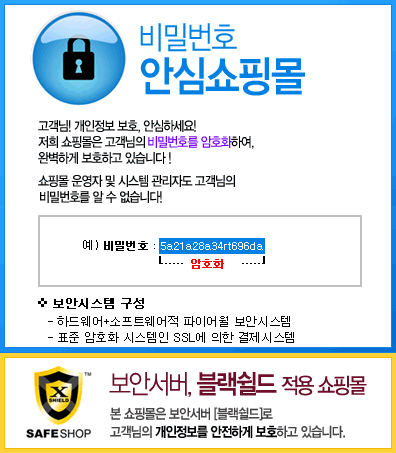 비밀번호
안심쇼핑몰
고객님! 개인정보 보호, 안심하세요!
저희 쇼핑몰은 고객님의 비밀번호를 암호화하여,
완벽하게 보호하고 있습니다 !
쇼핑몰 운영자 및 시스템 관리자도 고객님의
비밀번호를 알 수 없습니다!
예) 비밀번호 : 5a21a28a34rt696da
암호화
보안시스템 구성
- 하드웨어+소프트웨어적 파이어월 보안시스템
- 표준 암호화 시스템인 SSL에 의한 결제시스템
X
SHIELD
TM
SAFESHOP
보안서버, 블랙쉴드 적용 쇼핑몰
본 쇼핑몰은 보안서버 [블랙쉴드]로
고객님의 개인정보를 안전하게 보호하고 있습니다.